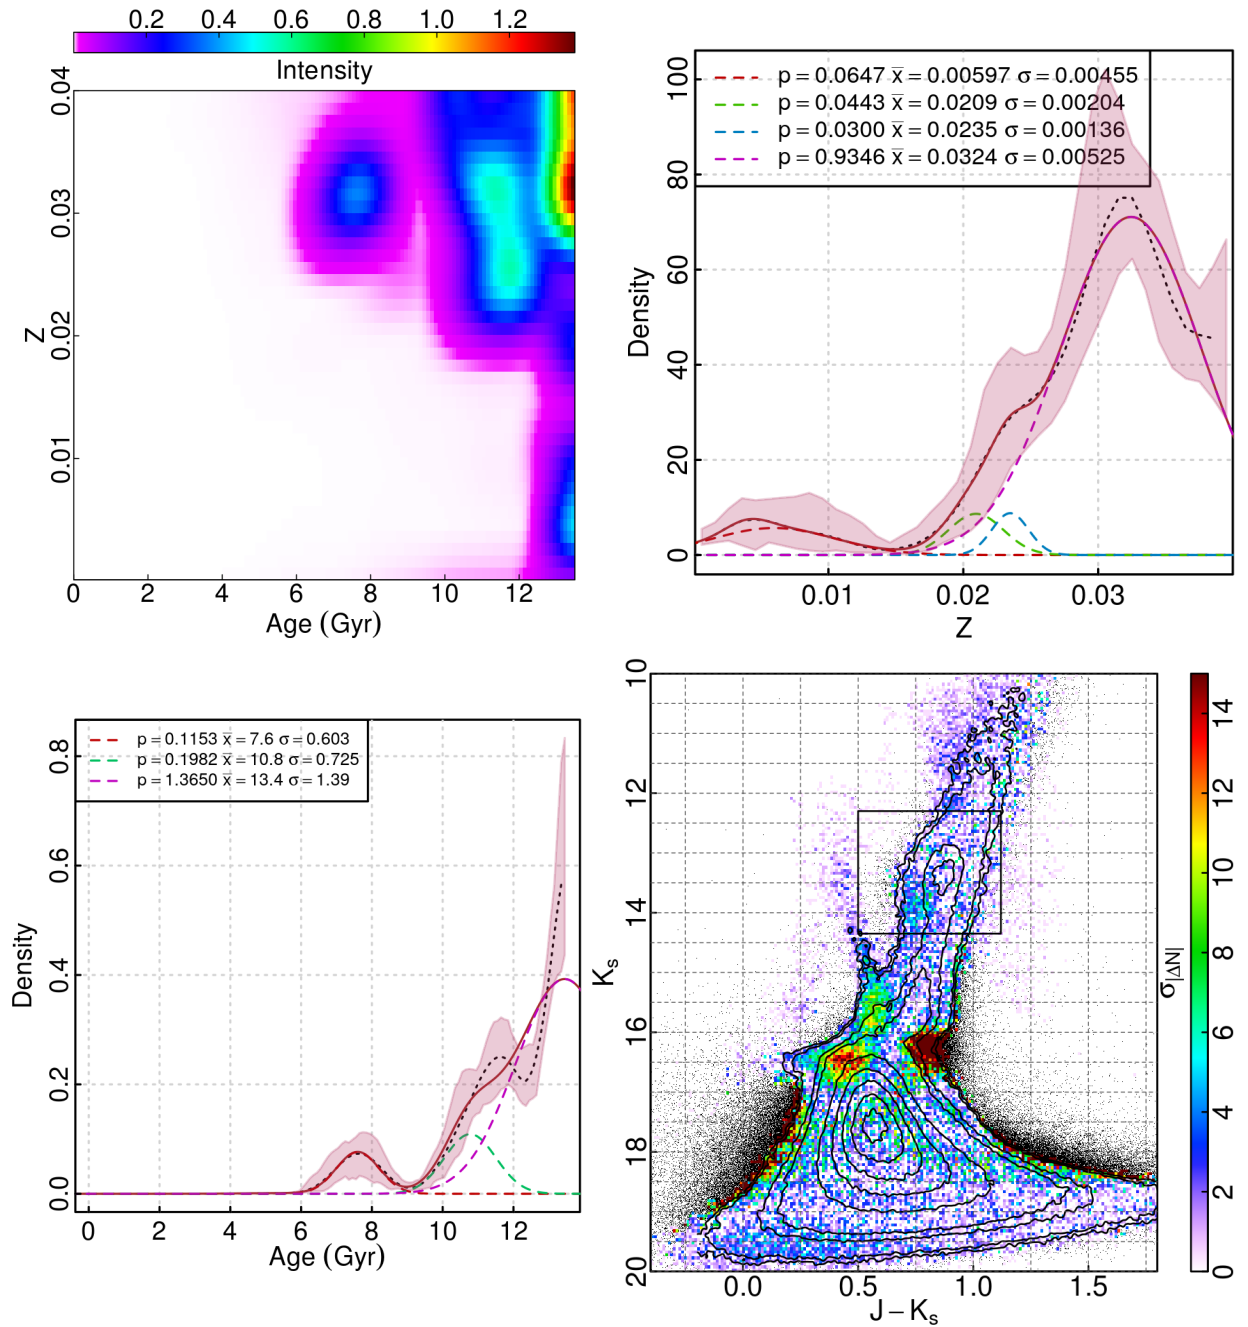 0.2 0.4 0.6 0.8 1.0 1.2
Intensity
0.04
0.03
0.02
0.01
0.00
Z
0 2 4 6 8 10 12
Age (Gyr)
p = 0.0647 x̅ = 0.00597 σ = 0.00455
p = 0.0443 x̅ = 0.0209 σ = 0.00204
p = 0.0300 x̅ = 0.0235 σ = 0.00136
p = 0.9346 x̅ = 0.0324 σ = 0.00525
100
80
60
40
20
0
Density
0.01 0.02 0.03
Z
p = 0.1153 x̅ = 7.6 σ = 0.603
p = 0.1982 x̅ = 10.8 σ = 0.725
p = 1.3650 x̅ = 13.4 σ = 1.39
0.8
0.6
0.4
0.2
0.0
Density
0 2 4 6 8 10 12
Age (Gyr)
10
12
14
16
18
20
Kₛ
0.0 0.5 1.0 1.5
J − Kₛ
14
12
10
8
6
4
2
0
σ|ΔN|